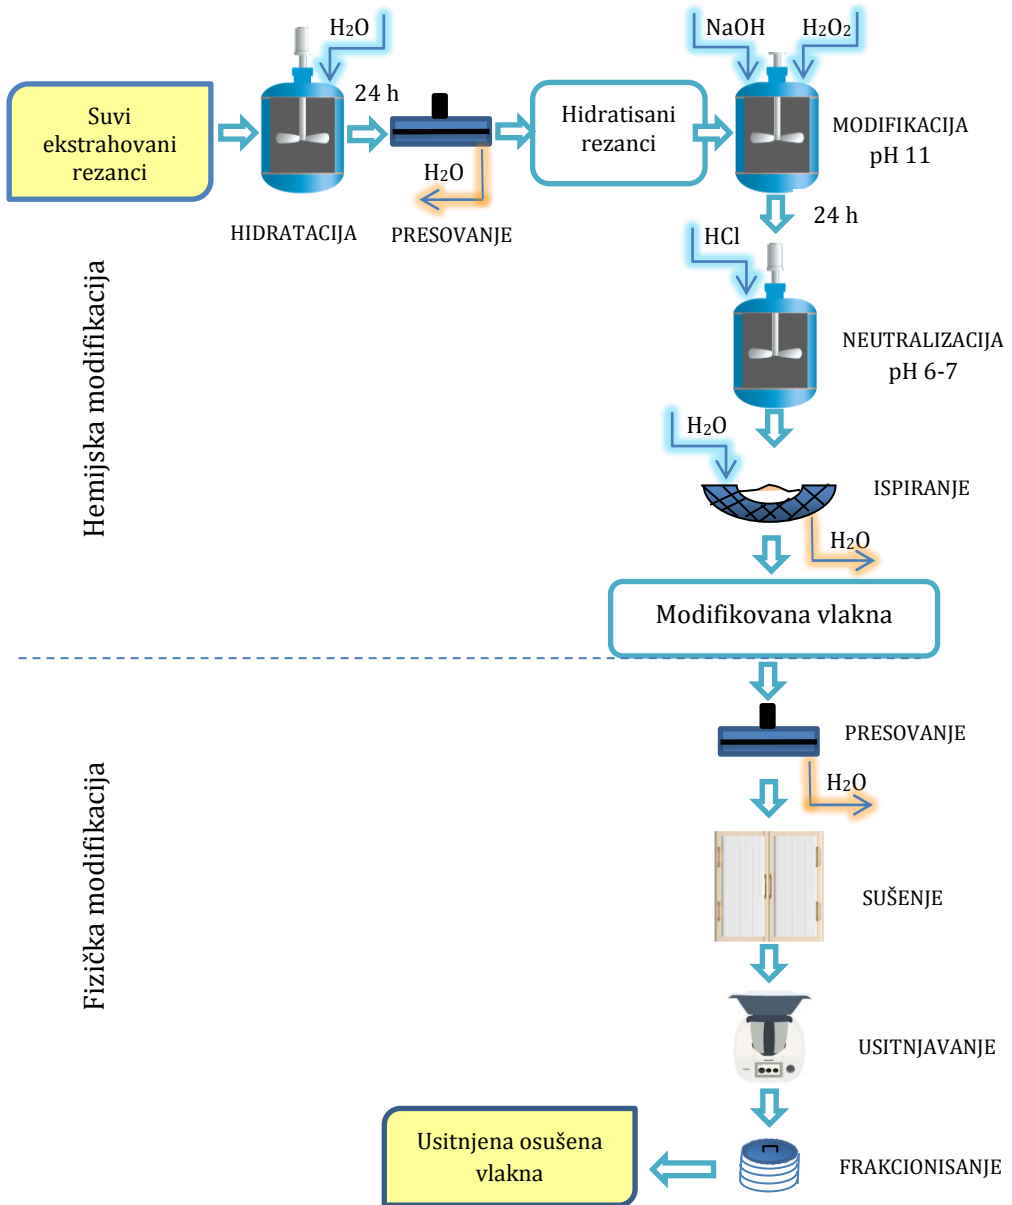 H₂O
NaOH
H₂O₂
24 h
Suvi
ekstrahovani
rezanci
Hidratisani
rezanci
MODIFIKACIJA
pH 11
H₂O
HIDRATACIJA
PRESOVANJE
24 h
HCl
NEUTRALIZACIJA
pH 6-7
Hemijska modifikacija
H₂O
ISPIRANJE
H₂O
Modifikovana vlakna
PRESOVANJE
H₂O
Fizička modifikacija
SUŠENJE
USITNJAVANJE
Usitnjena osušena
vlakna
FRAKCIONISANJE